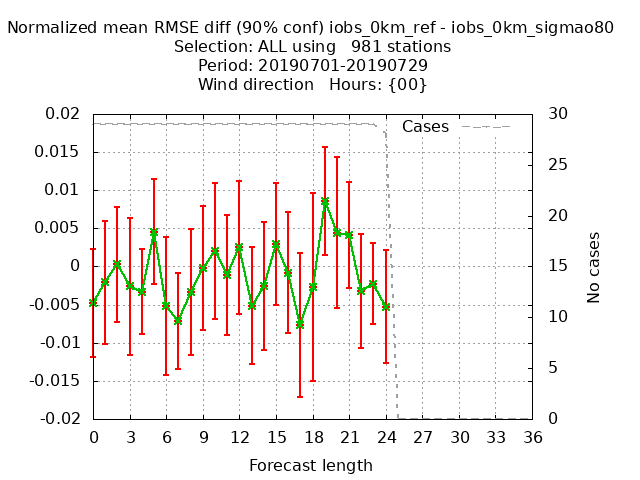 Normalized mean RMSE diff (90% conf) iobs_0km_ref - iobs_0km_sigmao80
Selection: ALL using   981 stations
Period: 20190701-20190729
Wind direction   Hours: {00}
Cases
0.02
0.015
0.01
0.005
0
-0.005
-0.01
-0.015
-0.02
30
25
20
15
10
5
0
No cases
0 3 6 9 12 15 18 21 24 27 30 33 36
Forecast length